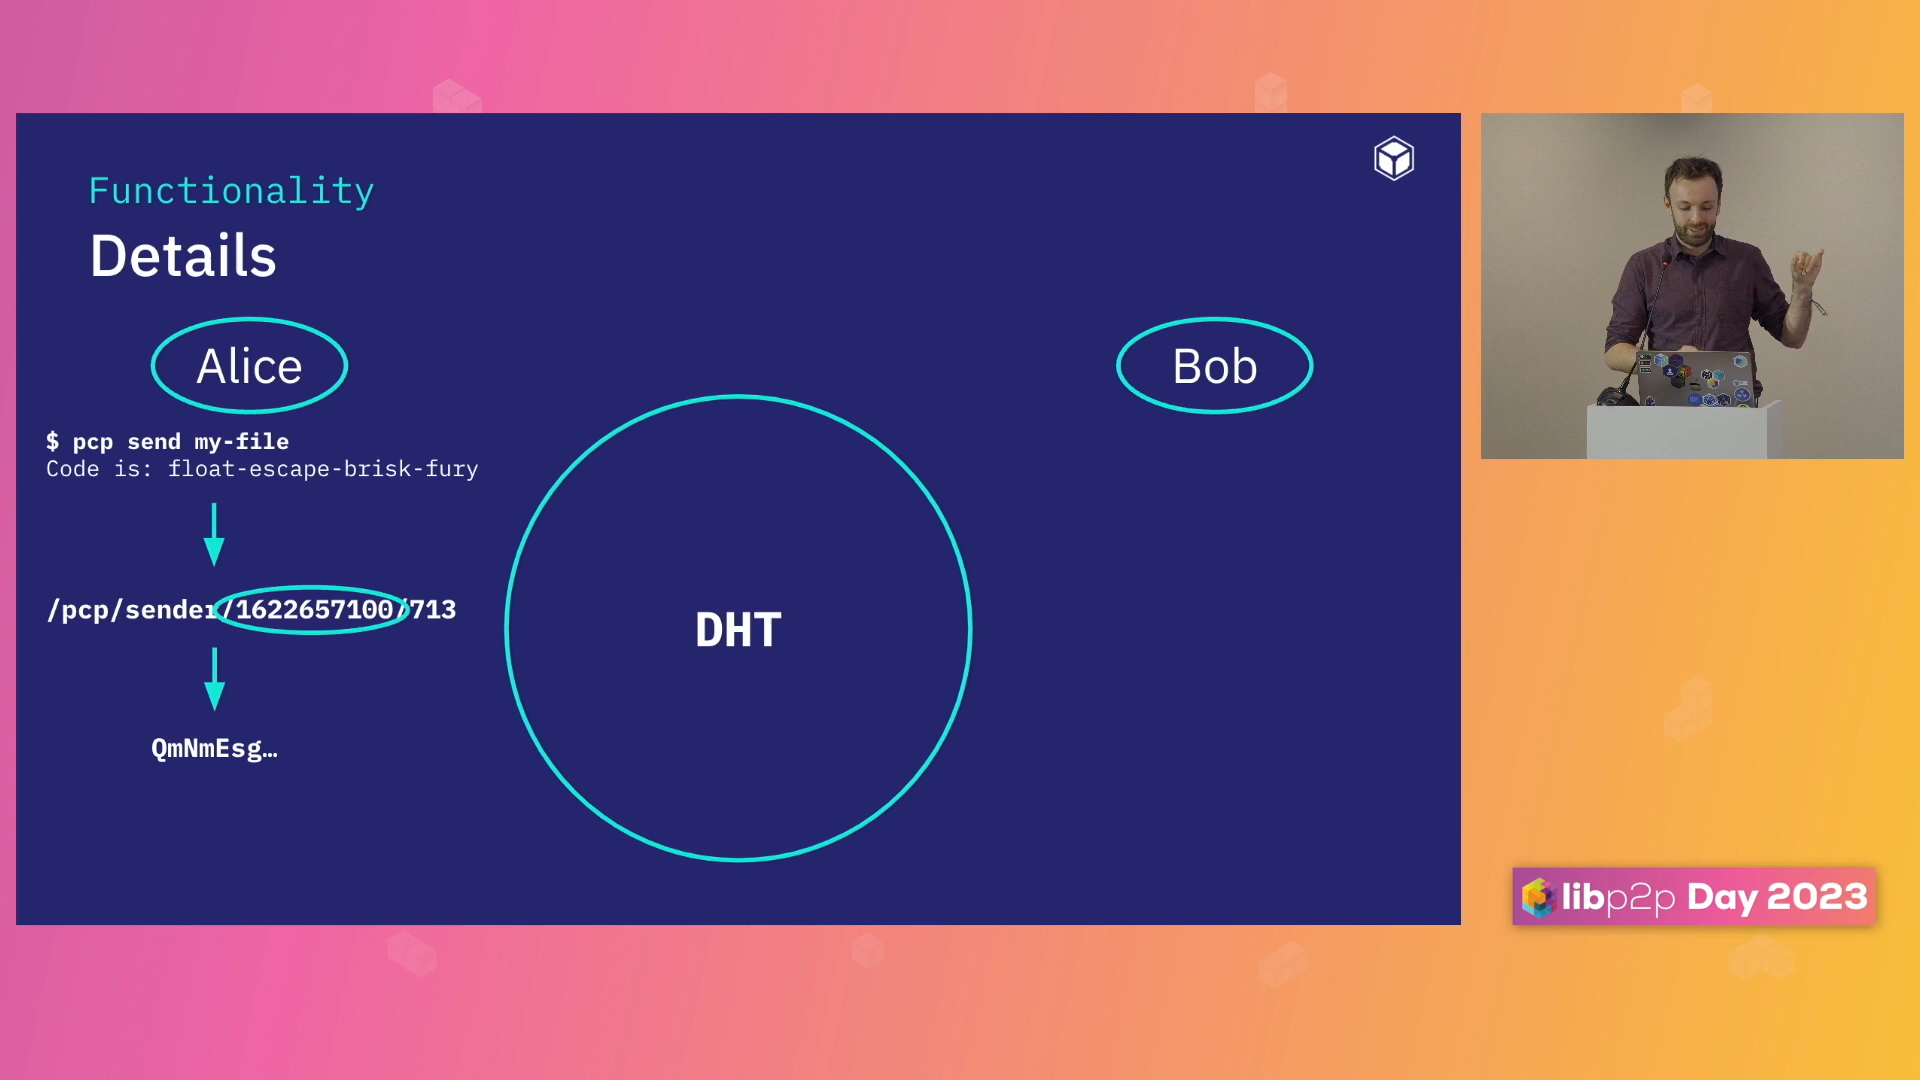 Functionality
Details
Alice
Bob
$ pcp send my-file
Code is: float-escape-brisk-fury
/pcp/sender/1622657100/713
DHT
QmNmEsg…
libp2p Day 2023